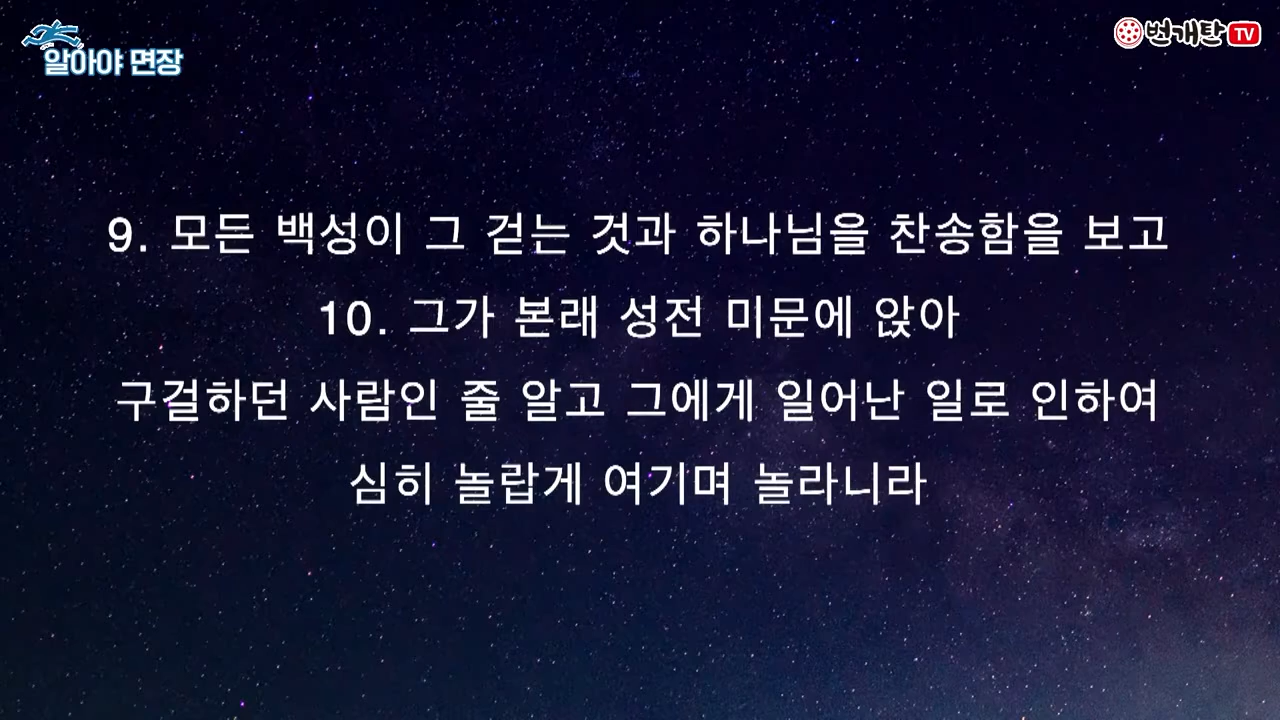 알아야 면장
번개탄 TV
9. 모든 백성이 그 걷는 것과 하나님을 찬송함을 보고
10. 그가 본래 성전 미문에 앉아
구걸하던 사람인 줄 알고 그에게 일어난 일로 인하여
심히 놀랍게 여기며 놀라니라